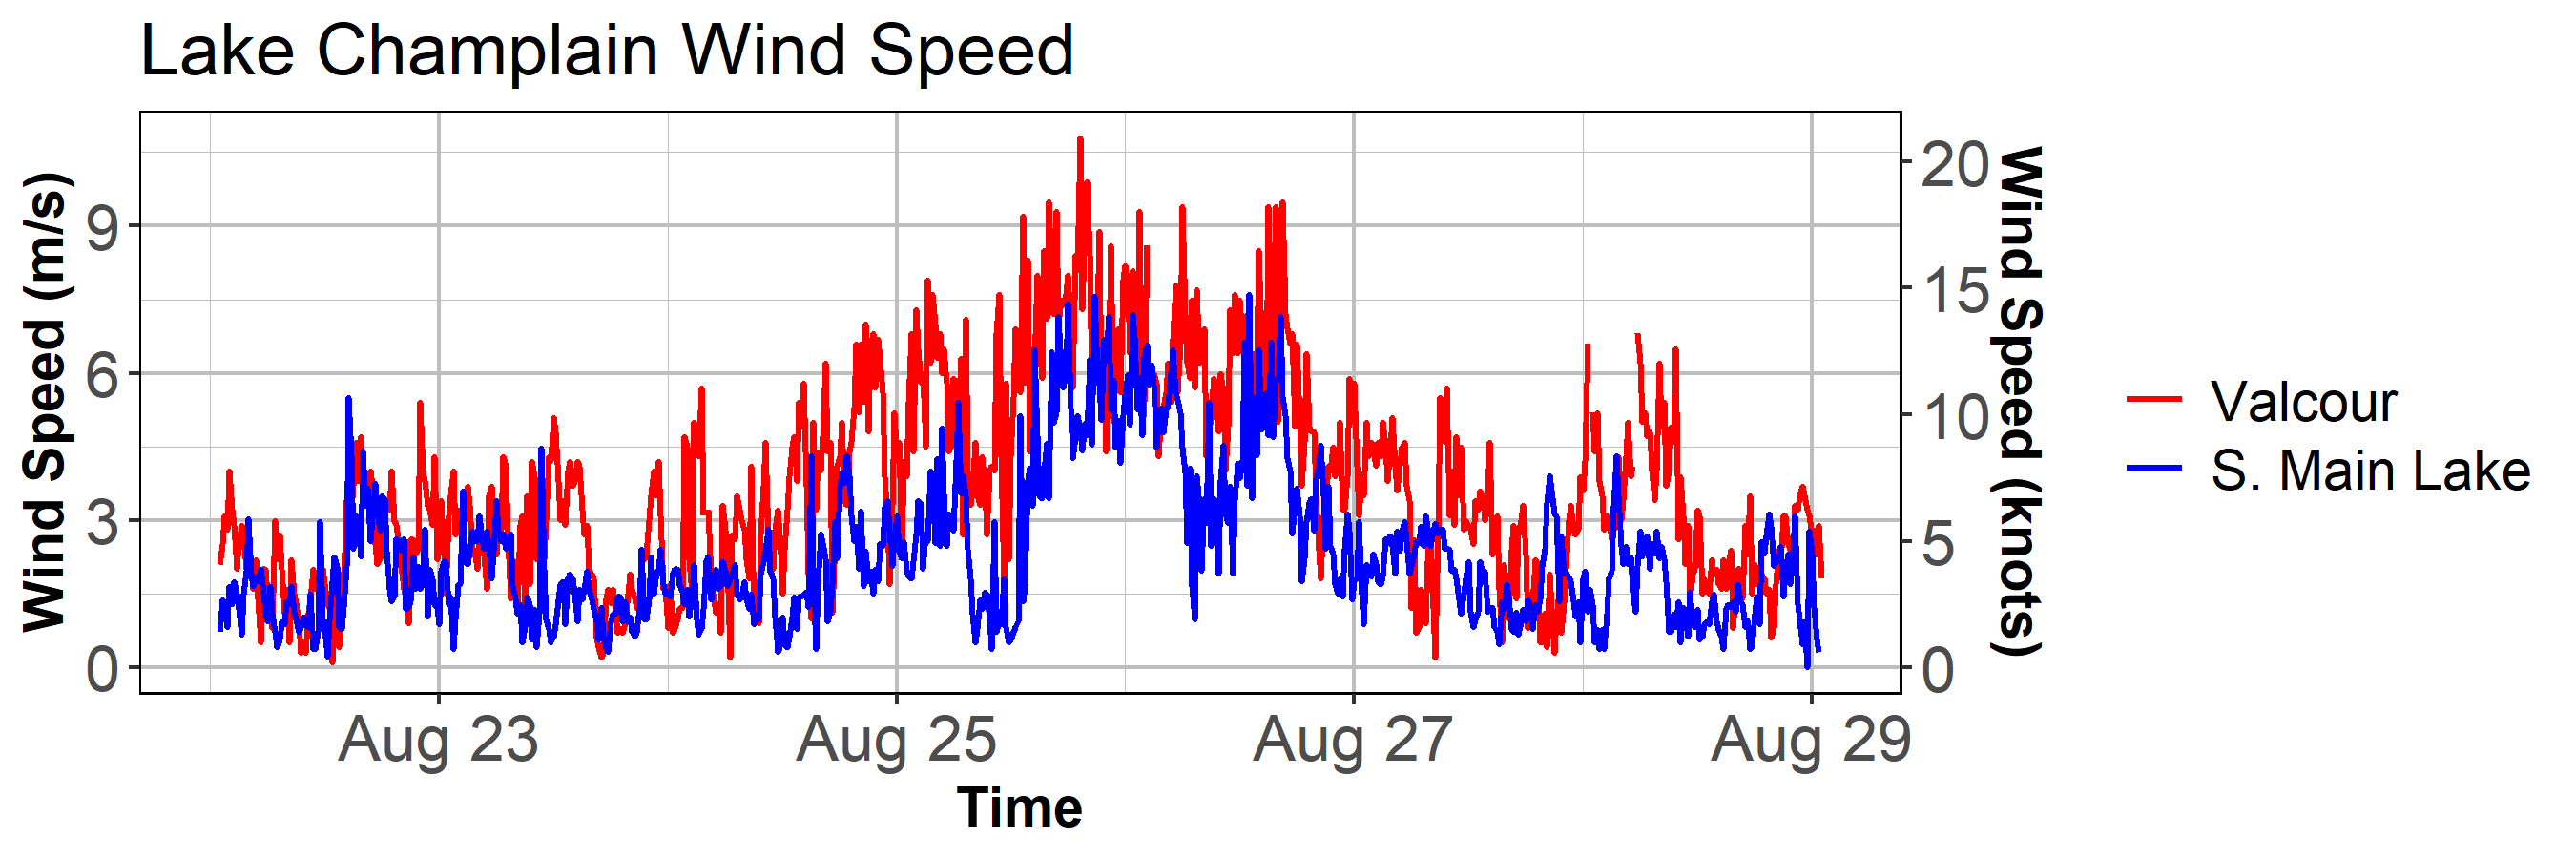 Lake Champlain Wind Speed
Wind Speed (m/s)
9
6
3
0
20
15
10
5
0
Wind Speed (knots)
Aug 23
Aug 25
Aug 27
Aug 29
Time
Valcour
S. Main Lake